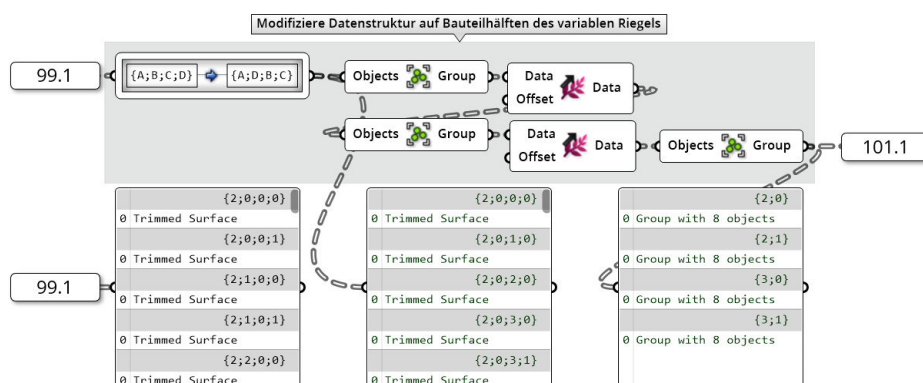 Modifiziere Datenstruktur auf Bauteilhälften des variablen Riegels
99.1
{A;B;C;D}
{A;D;B;C}
Objects
Group
Data
Offset
Data
Objects
Group
Data
Offset
Data
Objects
Group
101.1
99.1
{2;0;0;0}
0 Trimmed Surface
{2;0;0;1}
0 Trimmed Surface
{2;1;0;0}
0 Trimmed Surface
{2;1;0;1}
0 Trimmed Surface
{2;2;0;0}
0 Trimmed Surface
{2;0;0;0}
0 Trimmed Surface
{2;0;1;0}
0 Trimmed Surface
{2;0;2;0}
0 Trimmed Surface
{2;0;3;0}
0 Trimmed Surface
{2;0;3;1}
0 Trimmed Surface
{2;0}
0 Group with 8 objects
{2;1}
0 Group with 8 objects
{3;0}
0 Group with 8 objects
{3;1}
0 Group with 8 objects